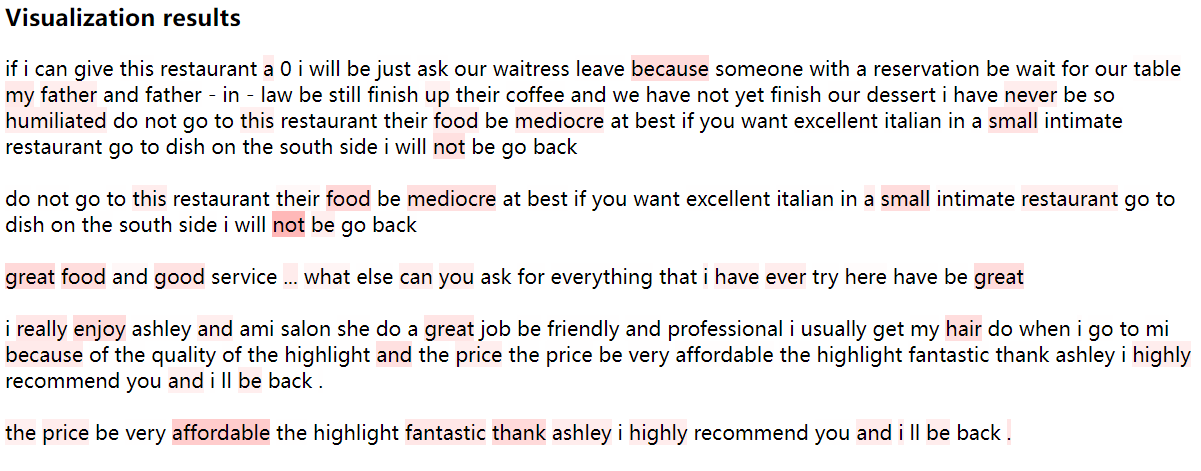 Visualization results
if i can give this restaurant a 0 i will be just ask our waitress leave because someone with a reservation be wait for our table
my father and father - in - law be still finish up their coffee and we have not yet finish our dessert i have never be so
humiliated do not go to this restaurant their food be mediocre at best if you want excellent italian in a small intimate
restaurant go to dish on the south side i will not be go back
do not go to this restaurant their food be mediocre at best if you want excellent italian in a small intimate restaurant go to
dish on the south side i will not be go back
great food and good service ... what else can you ask for everything that i have ever try here have be great
i really enjoy ashley and ami salon she do a great job be friendly and professional i usually get my hair do when i go to mi
because of the quality of the highlight and the price the price be very affordable the highlight fantastic thank ashley i highly
recommend you and i ll be back .
the price be very affordable the highlight fantastic thank ashley i highly recommend you and i ll be back .